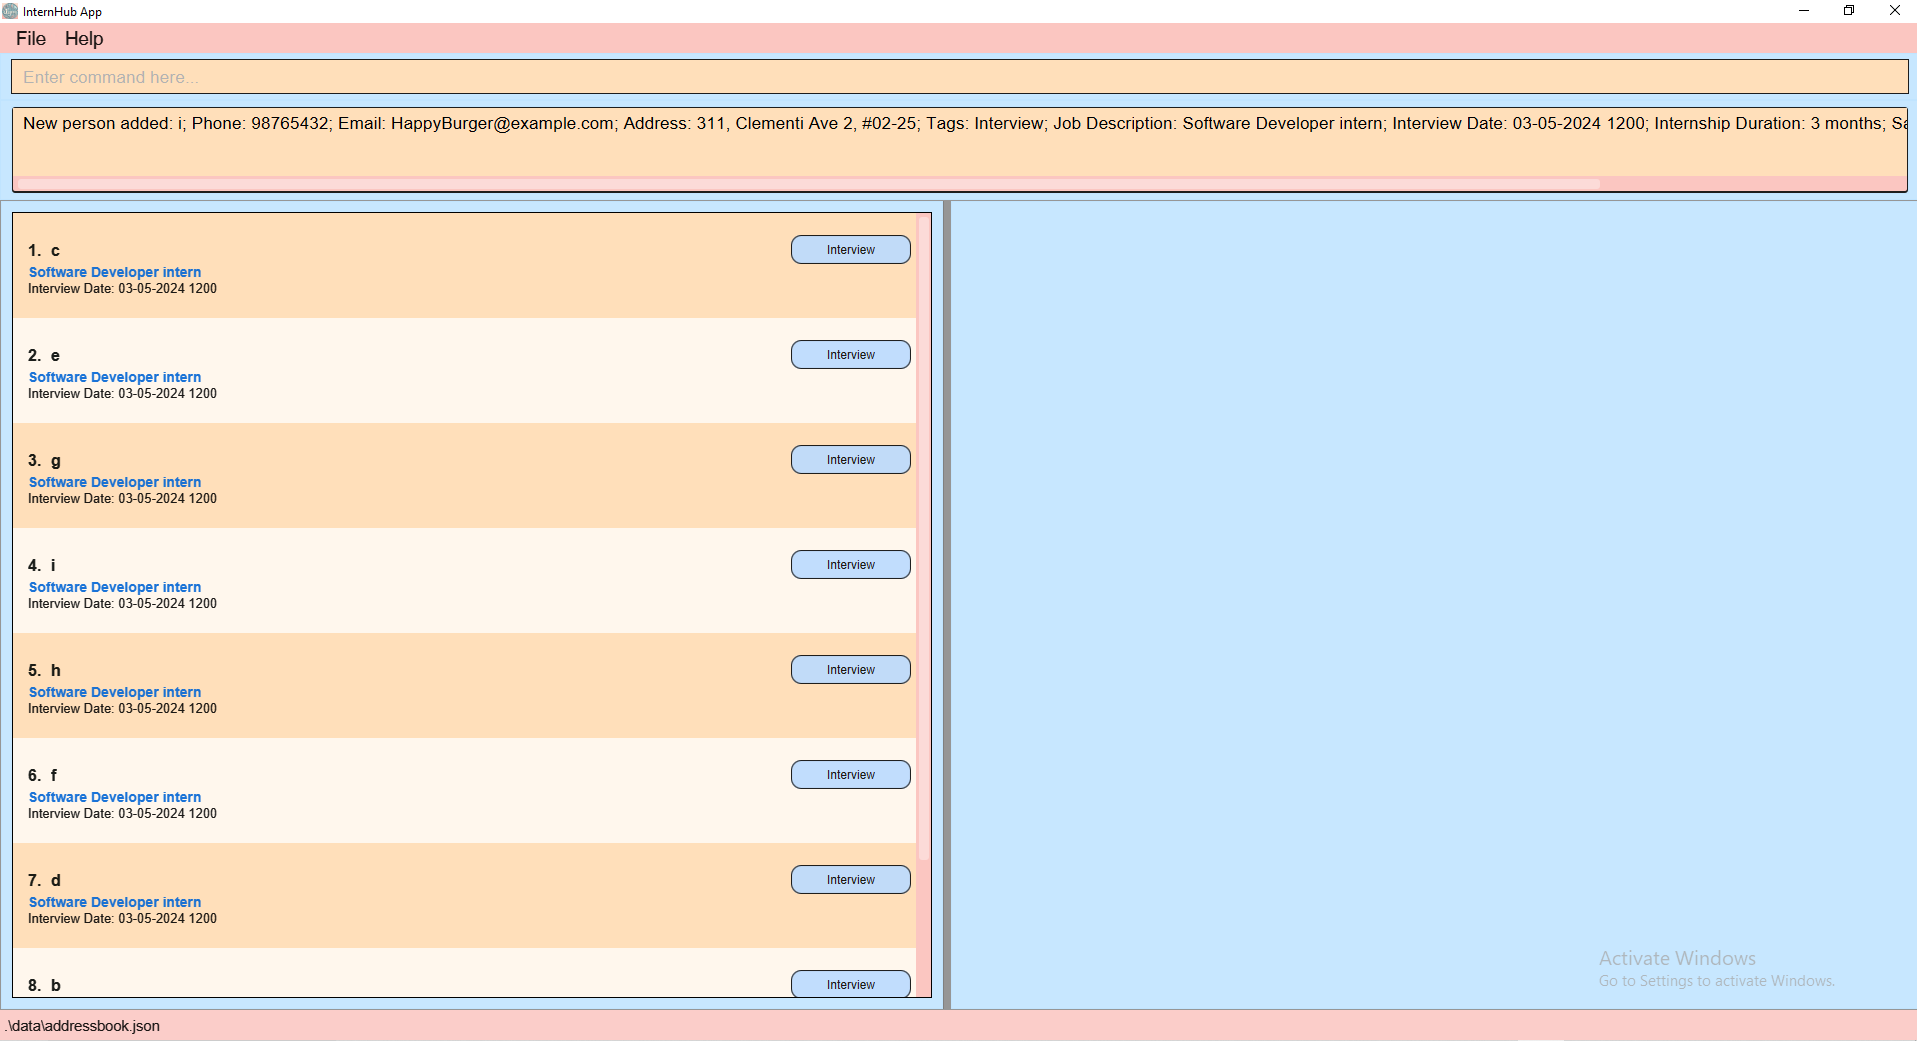 InternHub App
File Help
Enter command here...
New person added: i; Phone: 98765432; Email: HappyBurger@example.com; Address: 311, Clementi Ave 2, #02-25; Tags: Interview; Job Description: Software Developer intern; Interview Date: 03-05-2024 1200; Internship Duration: 3 months;
1. c
Interview
Software Developer intern
Interview Date: 03-05-2024 1200
2. e
Interview
Software Developer intern
Interview Date: 03-05-2024 1200
3. g
Interview
Software Developer intern
Interview Date: 03-05-2024 1200
4. i
Interview
Software Developer intern
Interview Date: 03-05-2024 1200
5. h
Interview
Software Developer intern
Interview Date: 03-05-2024 1200
6. f
Interview
Software Developer intern
Interview Date: 03-05-2024 1200
7. d
Interview
Software Developer intern
Interview Date: 03-05-2024 1200
8. b
Interview
Activate Windows
Go to Settings to activate Windows.
.\data\addressbook.json